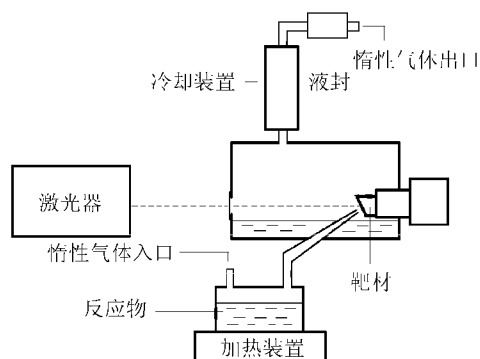 惰性气体出口
冷却装置
液封
激光器
惰性气体入口
靶材
反应物
加热装置